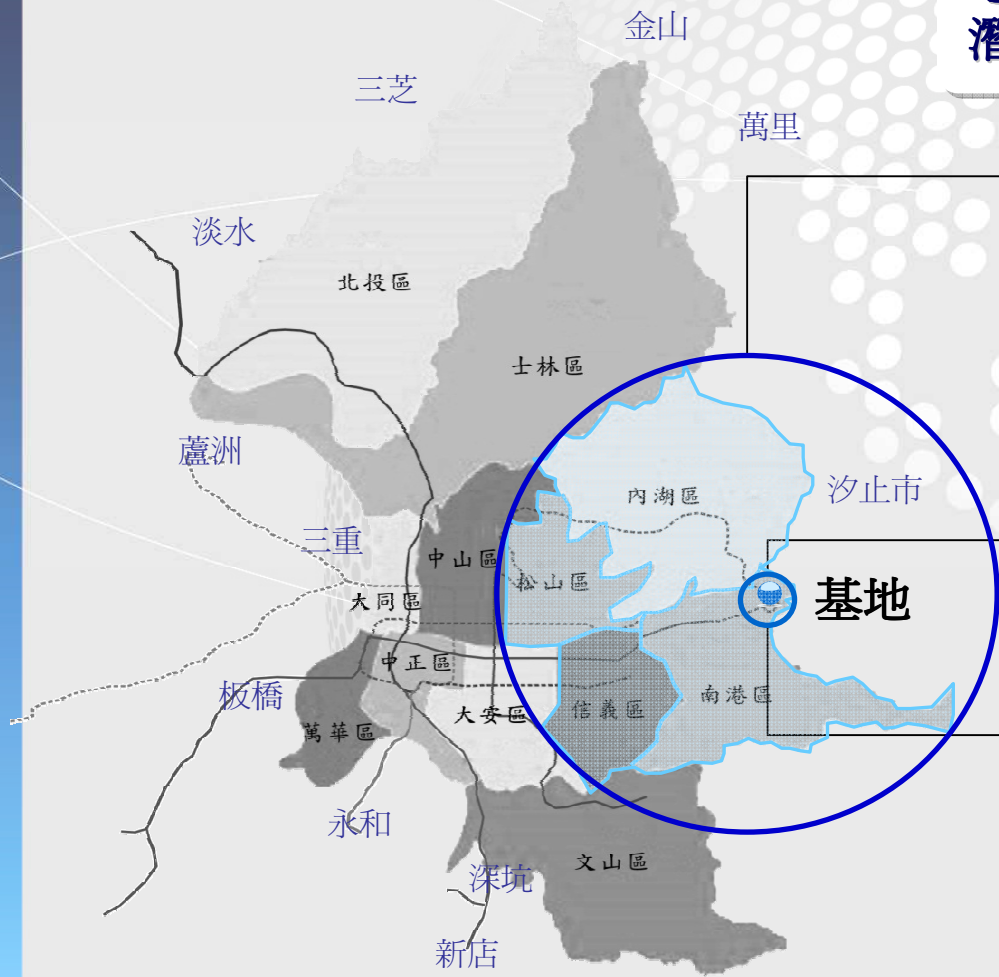 金山
潛
三芝
萬里
淡水
北投區
士林區
蘆洲
內湖區
汐止市
三重
中山區
松山區
大同區
基地
中正區
板橋
大安區
信義區
南港區
萬華區
永和
文山區
深坑
新店